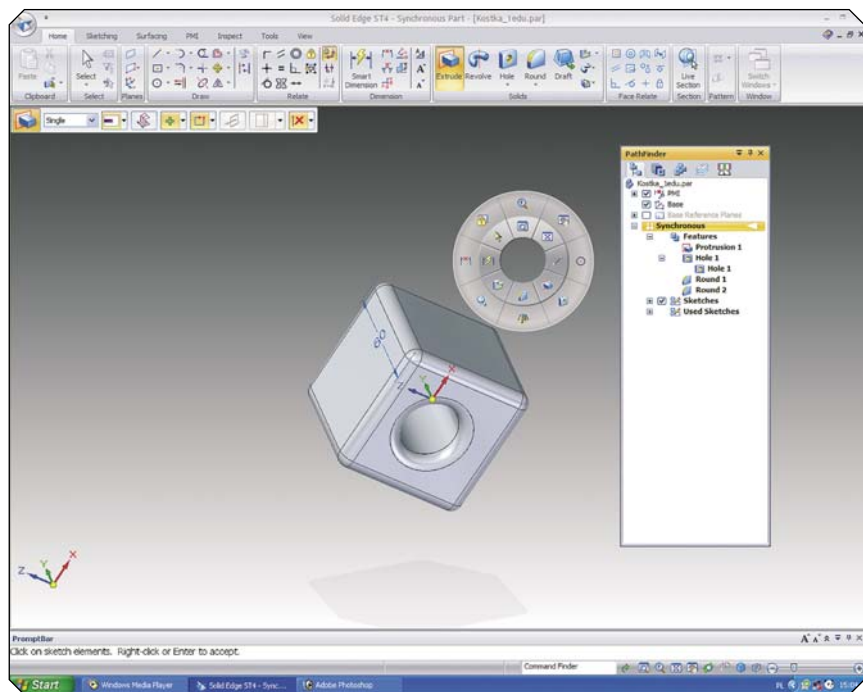 Solid Edge ST4 - Synchronous Part - [Kostka_1edu.par]
Home Sketching Surfacing PMI Inspect Tools View
Paste Select Smart Dimension Extrude Revolve Hole Round Draft Live Section Switch Windows
Clipboard Select Planes Draw Relate Dimension Solids Face Relate Section Pattern Window
Single
PathFinder
Kostka_1edu.par
PMI
Base
Base Reference Planes
Synchronous
Features
Protrusion 1
Hole 1
Hole 1
Round 1
Round 2
Sketches
Used Sketches
60
Z Y X
Z Y X
PromptBar
Click on sketch elements. Right-click or Enter to accept.
Command Finder
Start Windows Media Player Solid Edge ST4 - Sync... Adobe Photoshop PL